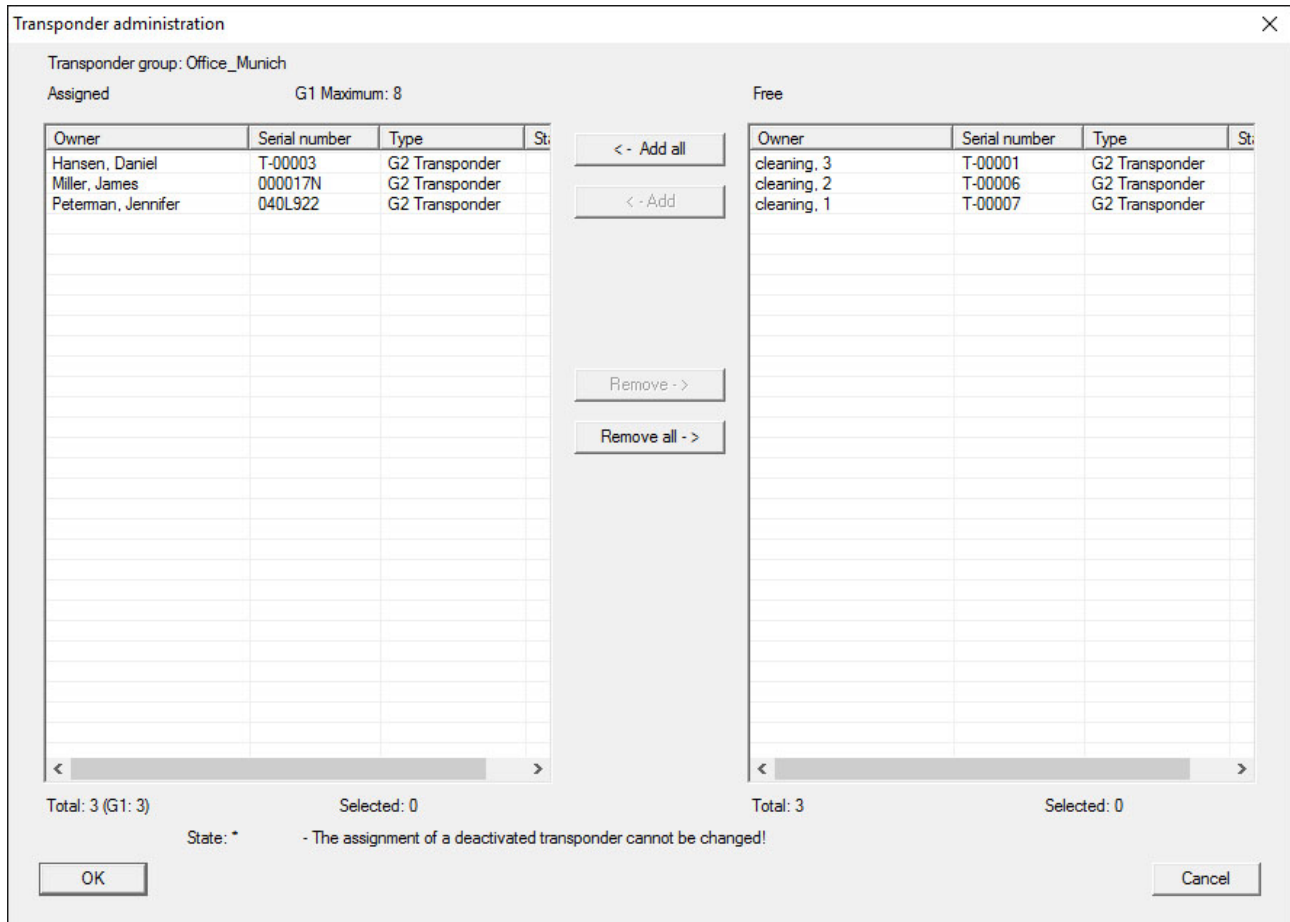 Transponder administration
Transponder group: Office_Munich
Assigned G1 Maximum: 8 Free
Owner Serial number Type Owner Serial number Type
Hansen, Daniel T-00003 G2 Transponder cleaning, 3 T-00001 G2 Transponder
Miller, James 000017N G2 Transponder cleaning, 2 T-00006 G2 Transponder
Peterman, Jennifer 040L922 G2 Transponder cleaning, 1 T-00007 G2 Transponder
< - Add all
< - Add
Remove - >
Remove all - >
Total: 3 (G1: 3) Selected: 0 Total: 3 Selected: 0
State: * - The assignment of a deactivated transponder cannot be changed!
OK Cancel